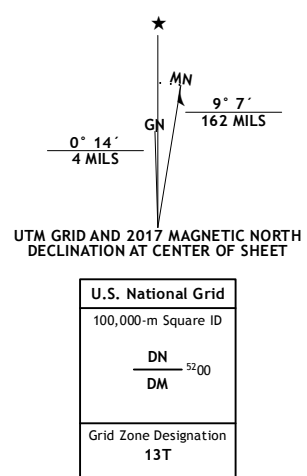 ★
MN
GN
9° 7´
162 MILS
0° 14´
4 MILS
UTM GRID AND 2017 MAGNETIC NORTH
DECLINATION AT CENTER OF SHEET
U.S. National Grid
100,000-m Square ID
DN
5200
DM
Grid Zone Designation
13T